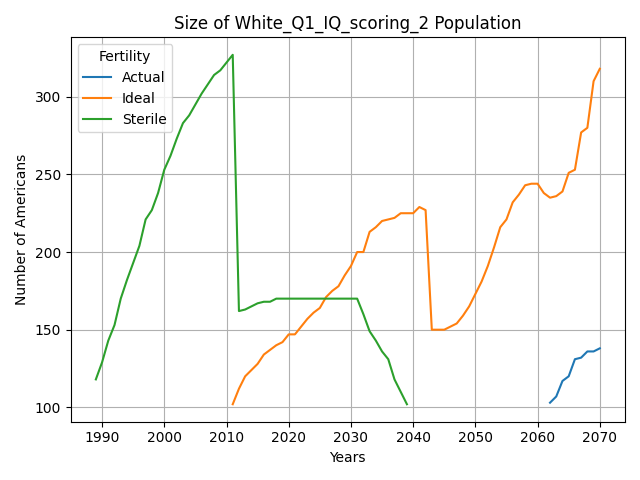 Size of White_Q1_IQ_scoring_2 Population
Fertility
Actual
Ideal
Sterile
Number of Americans
300
250
200
150
100
1990 2000 2010 2020 2030 2040 2050 2060 2070
Years